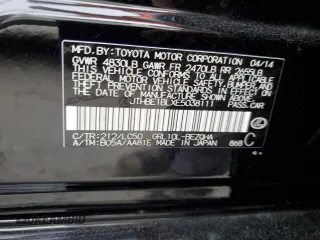 MFD.BY:TOYOTA MOTOR CORPORATION 04/14
GVWR 4830LB GAWR FR 2470LB RR 2655LB
THIS VEHICLE CONFORMS TO ALL APPLICABLE
FEDERAL MOTOR VEHICLE SAFETY, BUMPER, AND
THEFT PREVENTION STANDARDS IN EFFECT ON
THE DATE OF MANUFACTURE SHOWN ABOVE.
JTHBE1BLXE5038111 PASS.CAR
C/TR:212/LC50 GRL10L-BEZQHA C
A/TM:B05A/AA81E MADE IN JAPAN 868